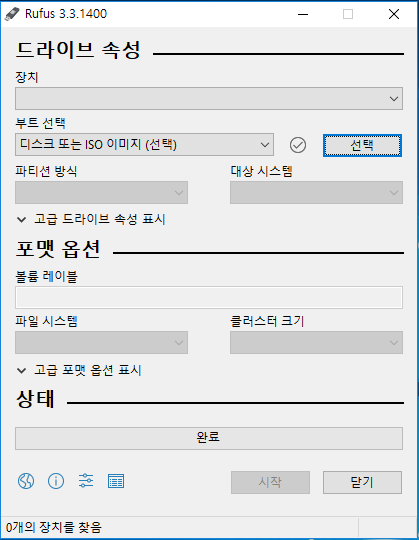 Rufus 3.3.1400
드라이브 속성
장치
부트 선택
디스크 또는 ISO 이미지 (선택)
선택
파티션 방식
대상 시스템
고급 드라이브 속성 표시
포맷 옵션
볼륨 레이블
파일 시스템
클러스터 크기
고급 포맷 옵션 표시
상태
완료
시작
닫기
0개의 장치를 찾음